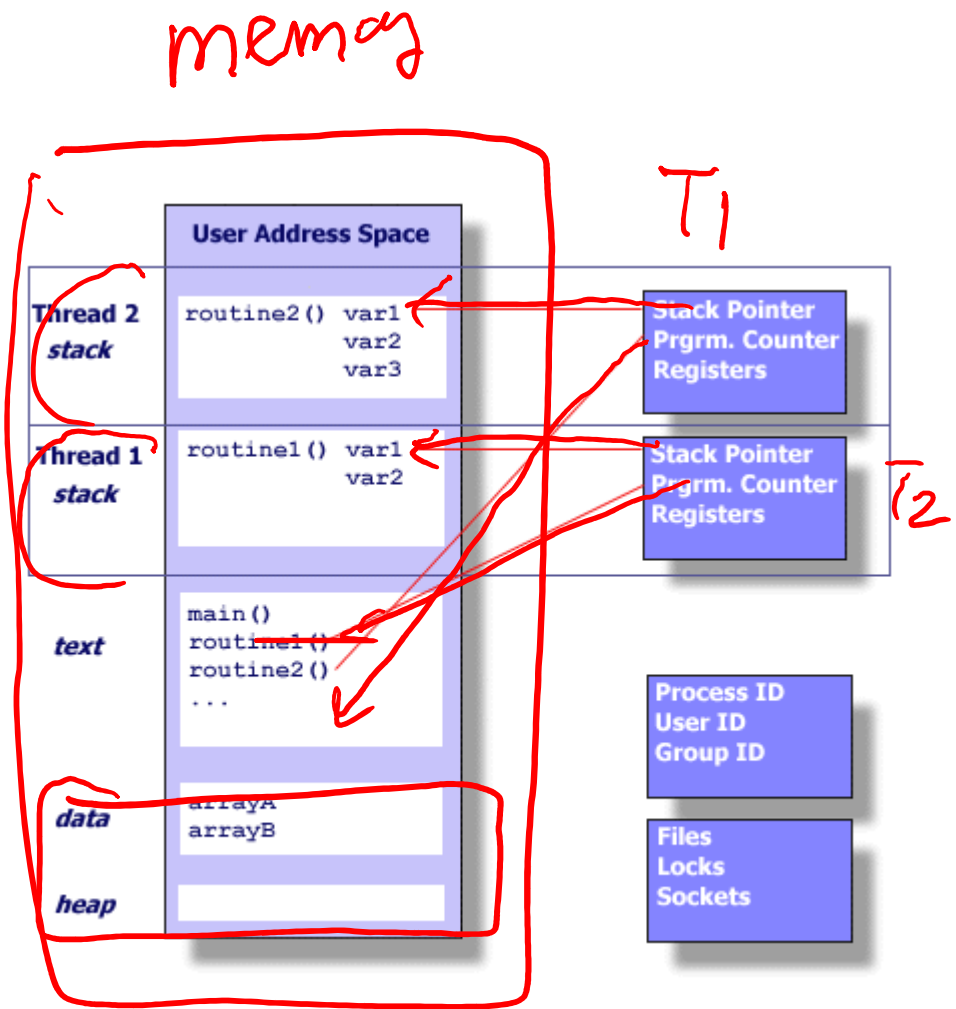 memory
T1
User Address Space
Thread 2
stack
routine2() var1
var2
var3
Stack Pointer
Prgrm. Counter
Registers
Thread 1
stack
routine1() var1
var2
Stack Pointer
Prgrm. Counter
Registers
T2
text
main()
routine1()
routine2()
...
Process ID
User ID
Group ID
data
arrayA
arrayB
heap
Files
Locks
Sockets